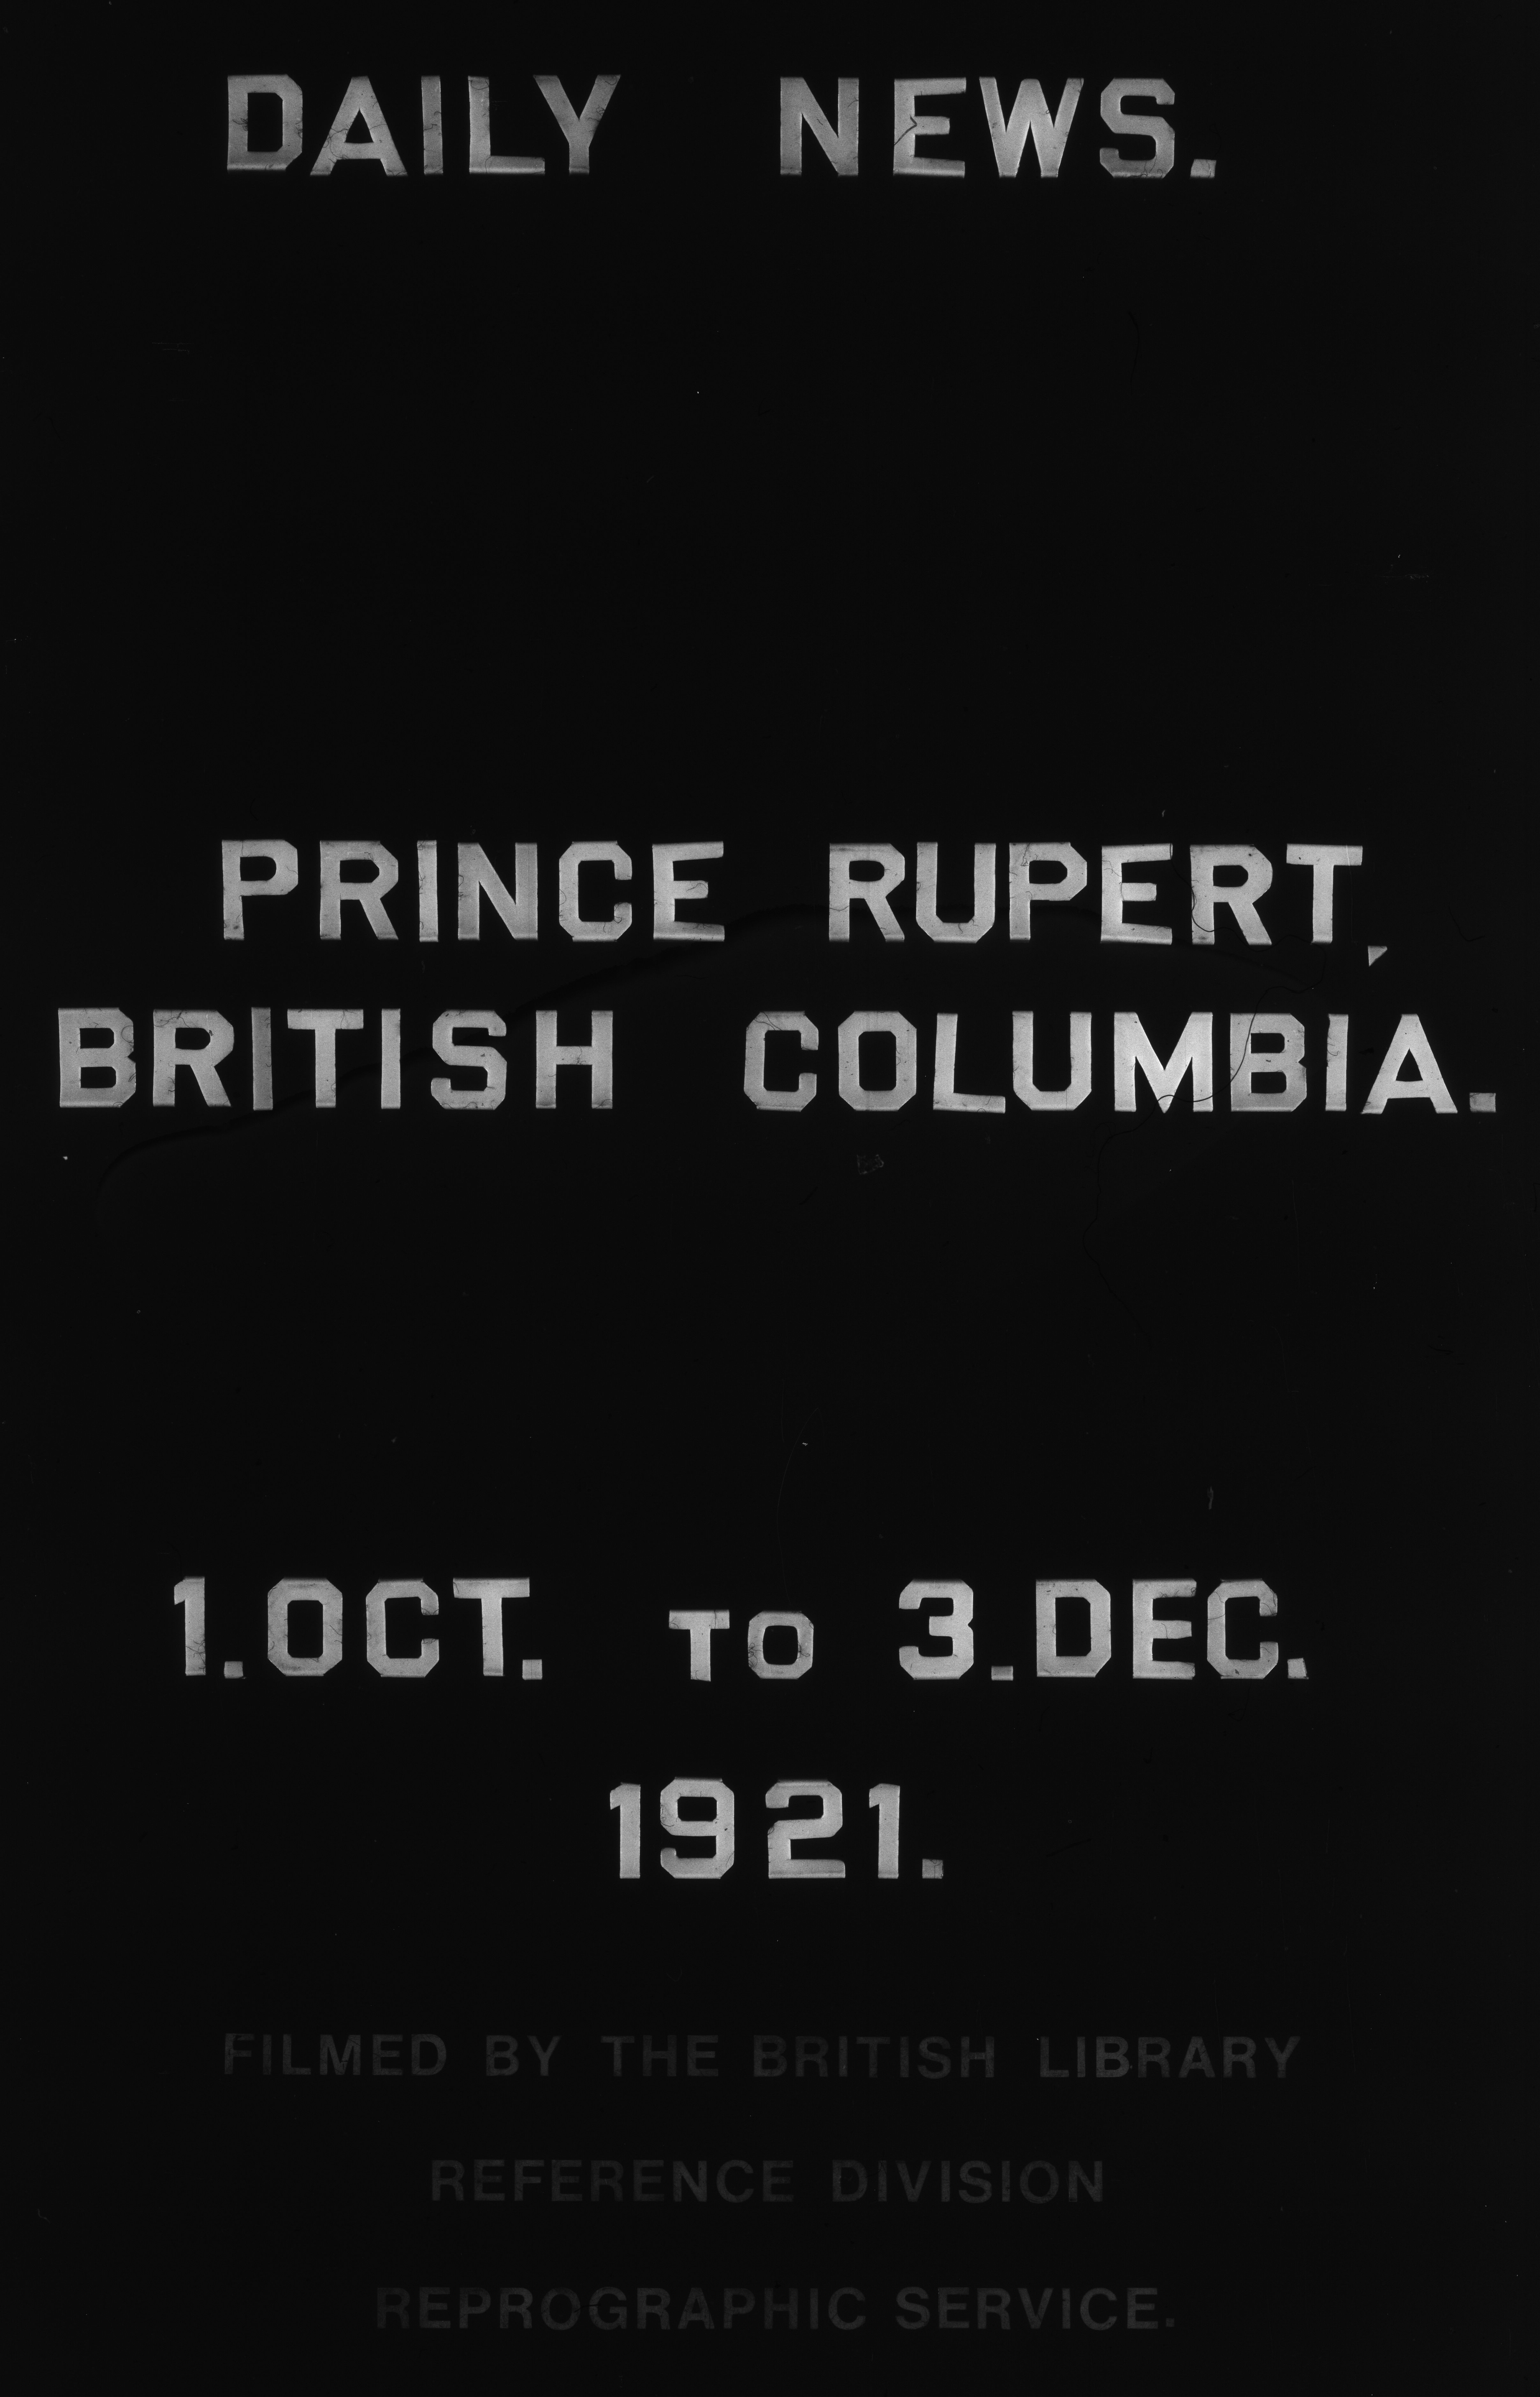 DAILY NEWS.
PRINCE RUPERT,
BRITISH COLUMBIA.
1.OCT. TO 3.DEC.
1921.
FILMED BY THE BRITISH LIBRARY
REFERENCE DIVISION
REPROGRAPHIC SERVICE.